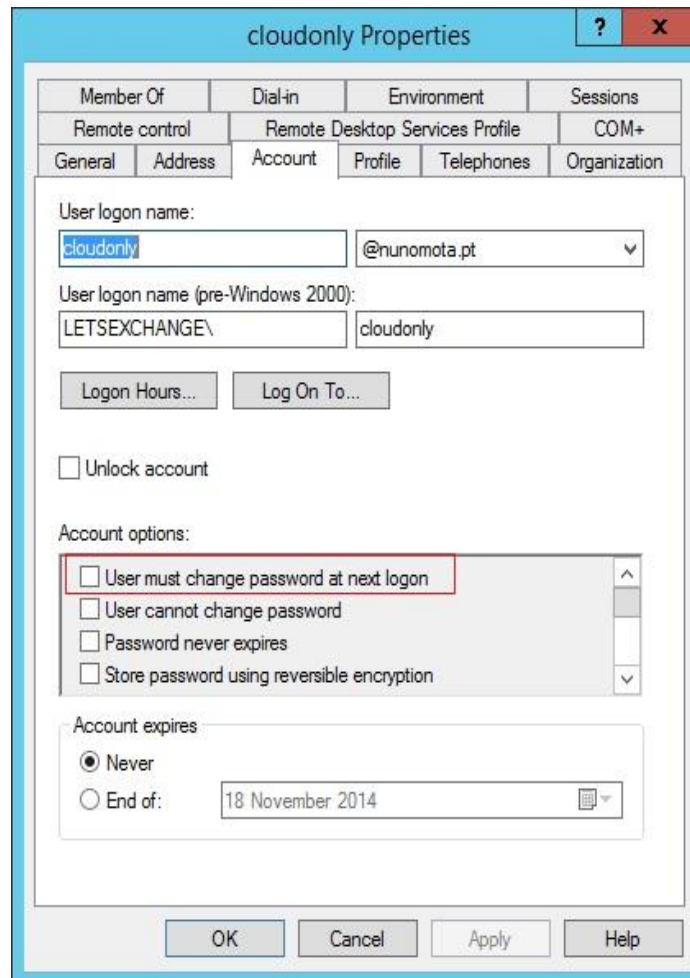 cloudonly Properties
? x
Member Of Dial-in Environment Sessions
Remote control Remote Desktop Services Profile COM+
General Address Account Profile Telephones Organization
User logon name:
cloudonly @nunomota.pt
User logon name (pre-Windows 2000):
LETSEXCHANGE\ cloudonly
Logon Hours... Log On To...
Unlock account
Account options:
User must change password at next logon
User cannot change password
Password never expires
Store password using reversible encryption
Account expires
Never
End of: 18 November 2014
OK Cancel Apply Help